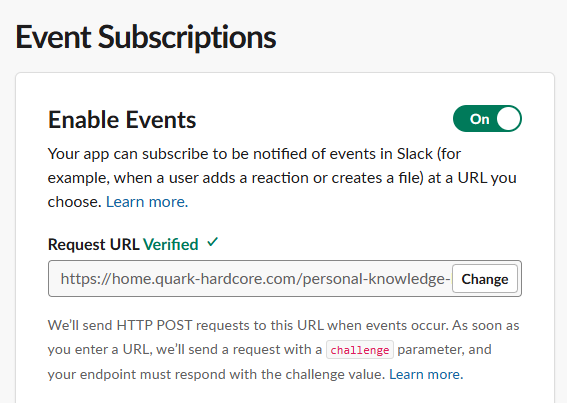 Event Subscriptions
Enable Events
On
Your app can subscribe to be notified of events in Slack (for
example, when a user adds a reaction or creates a file) at a URL you
choose. Learn more.
Request URL Verified ✓
https://home.quark-hardcore.com/personal-knowledge-
Change
We’ll send HTTP POST requests to this URL when events occur. As soon as
you enter a URL, we’ll send a request with a challenge parameter, and
your endpoint must respond with the challenge value. Learn more.